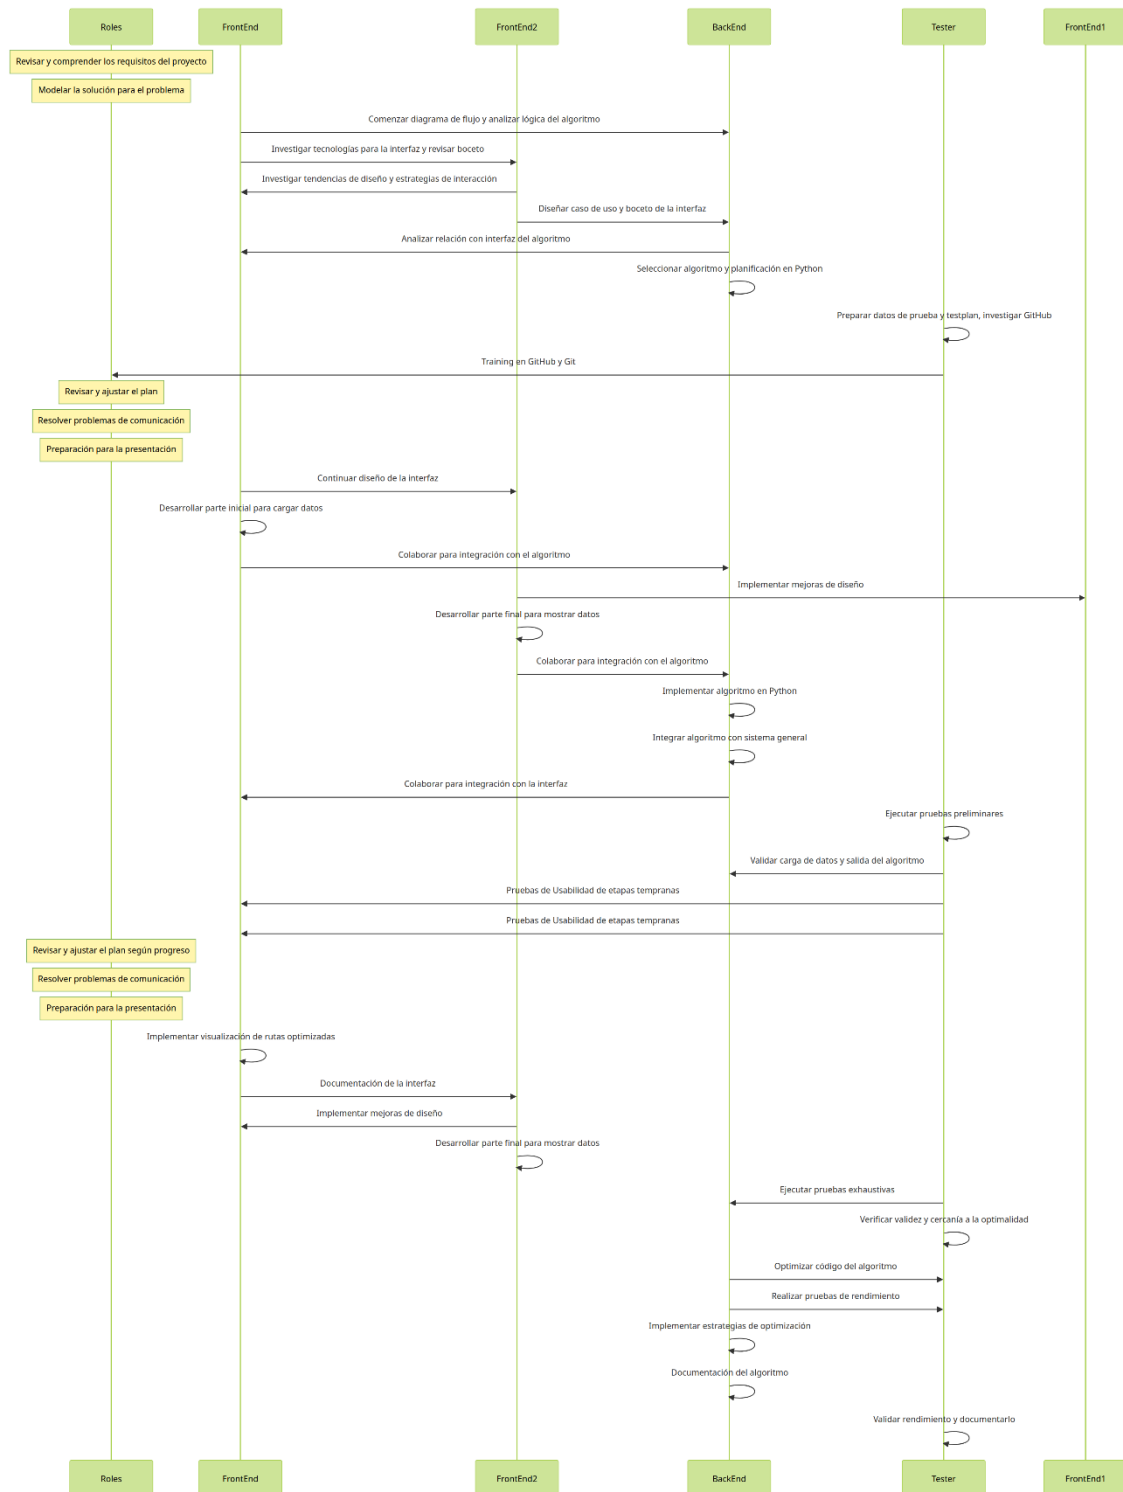 Roles
FrontEnd
FrontEnd2
BackEnd
Tester
FrontEnd1
Revisar y comprender los requisitos del proyecto
Modelar la solución para el problema
Comenzar diagrama de flujo y analizar lógica del algoritmo
Investigar tecnologías para la interfaz y revisar boceto
Investigar tendencias de diseño y estrategias de interacción
Diseñar caso de uso y boceto de la interfaz
Analizar relación con interfaz del algoritmo
Seleccionar algoritmo y planificación en Python
Preparar datos de prueba y testplan, investigar GitHub
Training en GitHub y Git
Revisar y ajustar el plan
Resolver problemas de comunicación
Preparación para la presentación
Continuar diseño de la interfaz
Desarrollar parte inicial para cargar datos
Colaborar para integración con el algoritmo
Implementar mejoras de diseño
Desarrollar parte final para mostrar datos
Colaborar para integración con el algoritmo
Implementar algoritmo en Python
Integrar algoritmo con sistema general
Colaborar para integración con la interfaz
Ejecutar pruebas preliminares
Validar carga de datos y salida del algoritmo
Pruebas de Usabilidad de etapas tempranas
Pruebas de Usabilidad de etapas tempranas
Revisar y ajustar el plan según progreso
Resolver problemas de comunicación
Preparación para la presentación
Implementar visualización de rutas optimizadas
Documentación de la interfaz
Implementar mejoras de diseño
Desarrollar parte final para mostrar datos
Ejecutar pruebas exhaustivas
Verificar validez y cercanía a la optimalidad
Optimizar código del algoritmo
Realizar pruebas de rendimiento
Implementar estrategias de optimización
Documentación del algoritmo
Validar rendimiento y documentarlo
Roles
FrontEnd
FrontEnd2
BackEnd
Tester
FrontEnd1